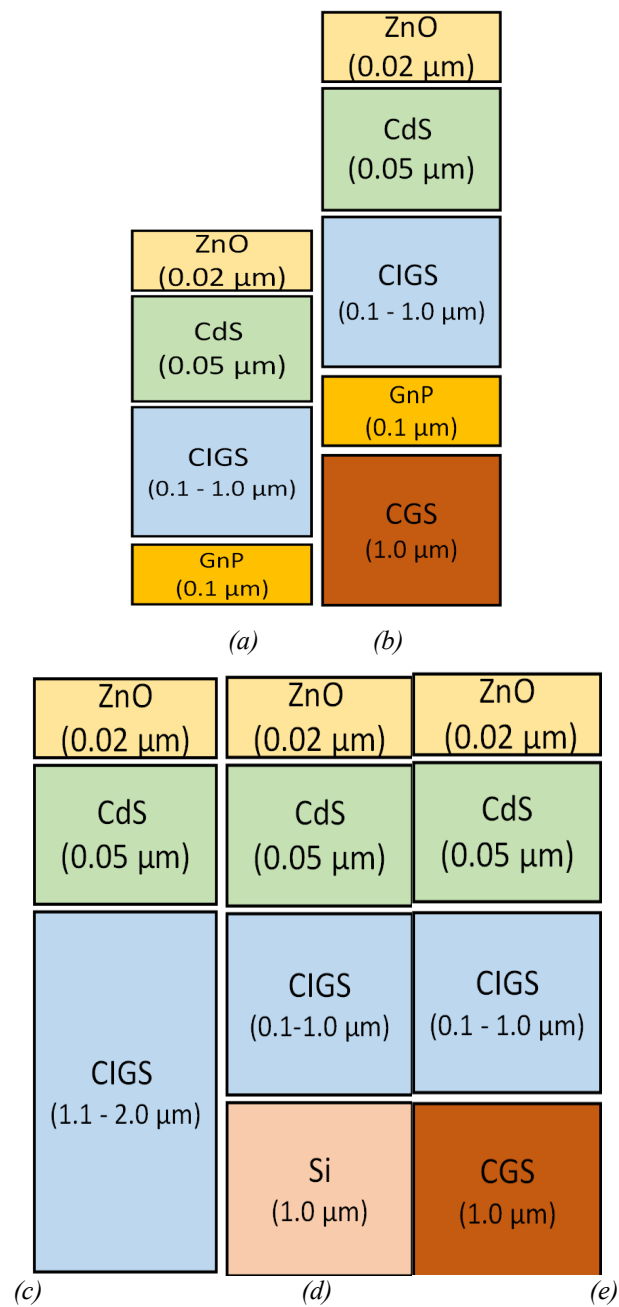 ZnO
(0.02 µm)
CdS
(0.05 µm)
CIGS
(0.1 - 1.0 µm)
GnP
(0.1 µm)
ZnO
(0.02 µm)
CdS
(0.05 µm)
CIGS
(0.1 - 1.0 µm)
GnP
(0.1 µm)
CGS
(1.0 µm)
(a)
(b)
ZnO
(0.02 µm)
CdS
(0.05 µm)
CIGS
(1.1 - 2.0 µm)
ZnO
(0.02 µm)
CdS
(0.05 µm)
CIGS
(0.1-1.0 µm)
Si
(1.0 µm)
ZnO
(0.02 µm)
CdS
(0.05 µm)
CIGS
(0.1 - 1.0 µm)
CGS
(1.0 µm)
(c)
(d)
(e)